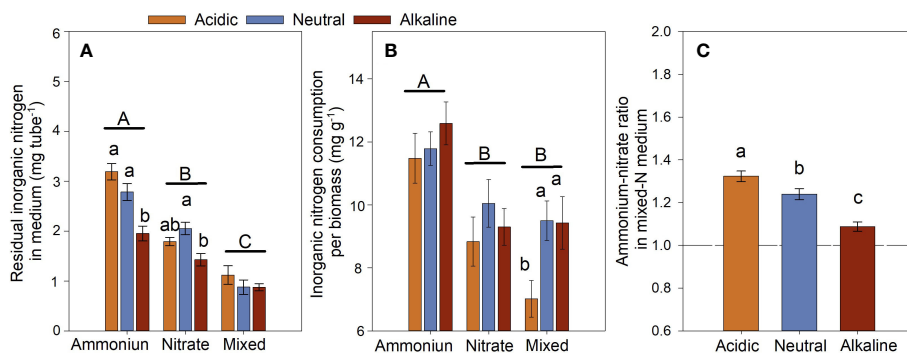 Acidic Neutral Alkaline
A
Residual inorganic nitrogen
in medium (mg tube-1)
6
5
4
3
2
1
0
A
a
a
b
B
ab
a
b
C
Ammoniun Nitrate Mixed
B
Inorganic nitrogen consumption
per biomass (mg g-1)
14
12
10
8
6
A
B
B
b
a
a
Ammoniun Nitrate Mixed
C
Ammonium-nitrate ratio
in mixed-N medium
2.0
1.8
1.6
1.4
1.2
1.0
0.8
0.6
a
b
c
Acidic Neutral Alkaline